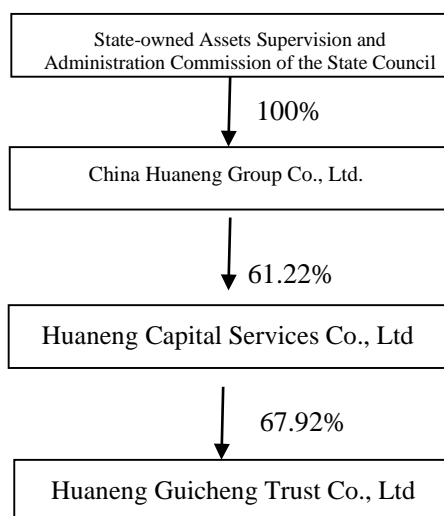 State-owned Assets Supervision and
Administration Commission of the State Council
100%
China Huaneng Group Co., Ltd.
61.22%
Huaneng Capital Services Co., Ltd
67.92%
Huaneng Guicheng Trust Co., Ltd